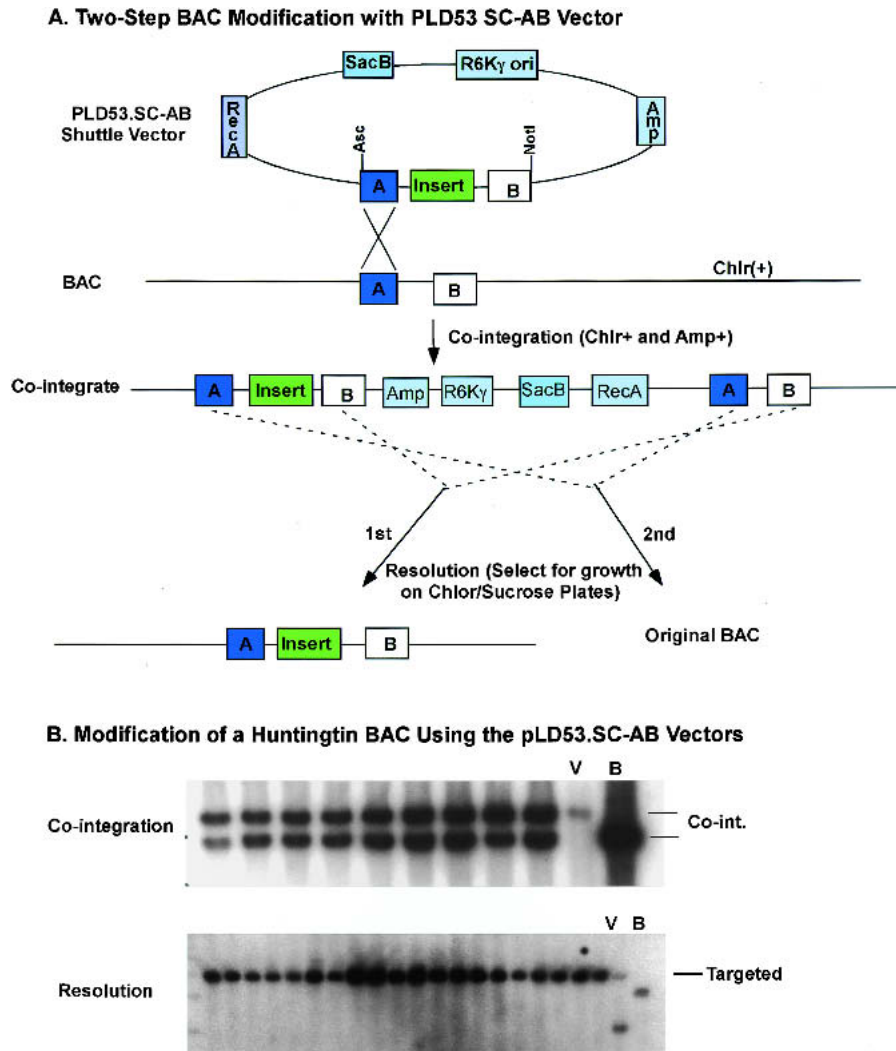 A. Two-Step BAC Modification with PLD53 SC-AB Vector
SacB
R6Kγ ori
RecA
PLD53.SC-AB
Shuttle Vector
Amp
Asc
NotI
A
Insert
B
BAC
A
B
Chlr(+)
Co-integration (Chlr+ and Amp+)
Co-integrate
A
Insert
B
Amp
R6Kγ
SacB
RecA
A
B
1st
2nd
Resolution (Select for growth
on Chlor/Sucrose Plates)
A
Insert
B
Original BAC
B. Modification of a Huntingtin BAC Using the pLD53.SC-AB Vectors
V
B
Co-integration
Co-int.
V
B
Targeted
Resolution